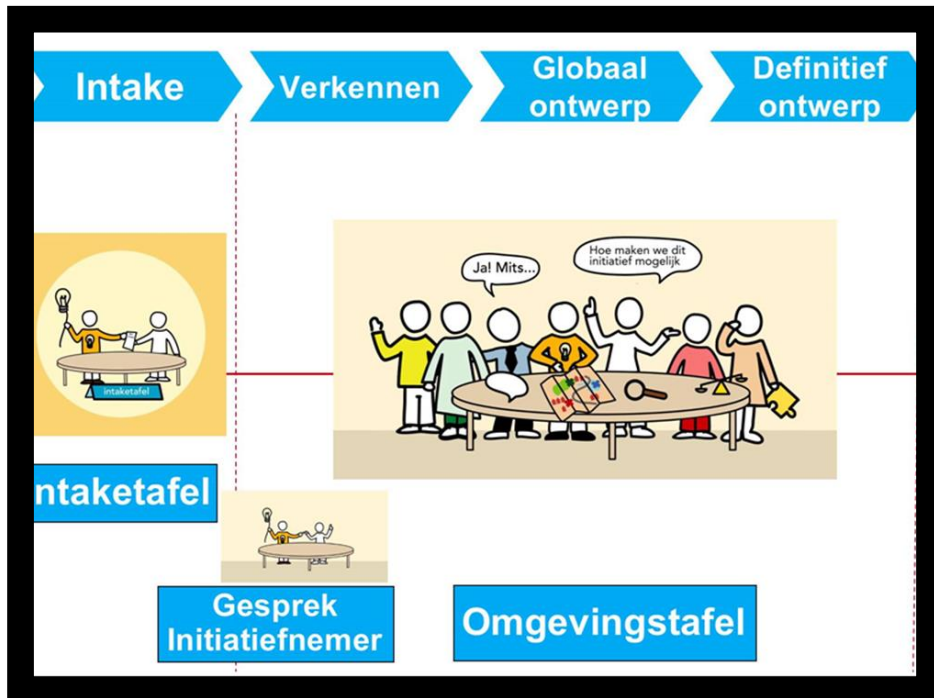 Intake
Verkennen
Globaal
ontwerp
Definitief
ontwerp
Ja! Mits...
Hoe maken we dit
initiatief mogelijk
intaketafel
ntaketafel
Gesprek
Initiatiefnemer
Omgevingstafel